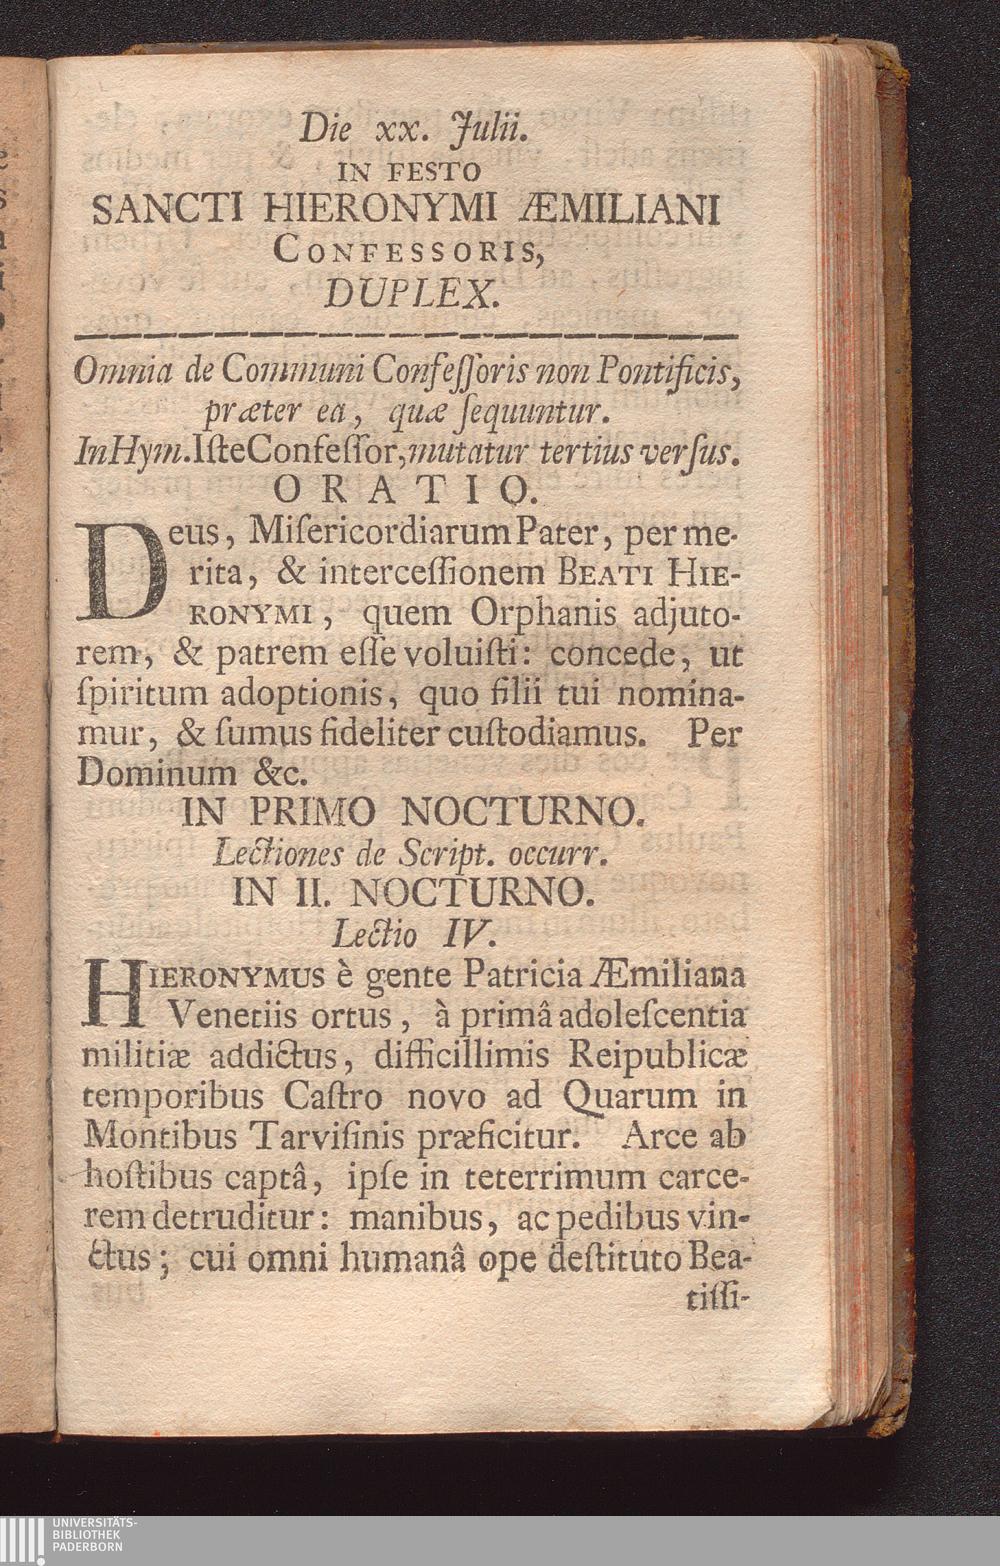 Die xx. Julii.
IN FESTO
SANCTI HIERONYMI ÆMILIANI
CONFESSORIS,
DUPLEX.
Omnia de Communi Confeſſoris non Pontificis,
præter ea, quæ ſequuntur.
In Hym. Iſte Confeſſor, mutatur tertius verſus.
ORATIO.
Deus, Miſericordiarum Pater, per me-
rita, & interceſſionem BEATI HIE-
RONYMI, quem Orphanis adjuto-
rem, & patrem eſſe voluiſti: concede, ut
ſpiritum adoptionis, quo filii tui nomina-
mur, & ſumus fideliter cuſtodiamus. Per
Dominum &c.
IN PRIMO NOCTURNO.
Lectiones de Script. occurr.
IN II. NOCTURNO.
Lectio IV.
HIERONYMUS è gente Patricia Æmiliana
Venetiis ortus, à primâ adoleſcentia
militiæ addictus, difficillimis Reipublicæ
temporibus Caſtro novo ad Quarum in
Montibus Tarviſinis præficitur. Arce ab
hoſtibus captâ, ipſe in teterrimum carce-
rem detruditur: manibus, ac pedibus vin-
ctus; cui omni humanâ ope deſtituto Bea-
tiſſi-
UNIVERSITÄTS-
BIBLIOTHEK
PADERBORN